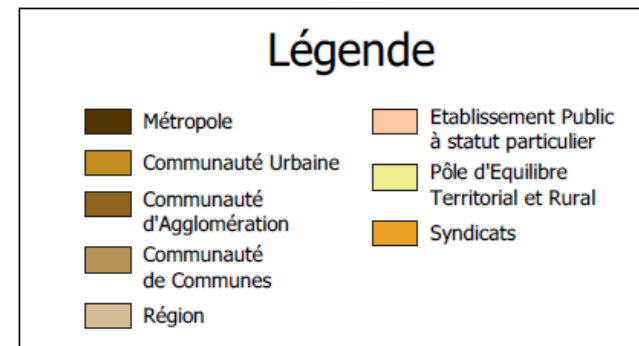 Légende
Métropole
Communauté Urbaine
Communauté
d'Agglomération
Communauté
de Communes
Région
Etablissement Public
à statut particulier
Pôle d'Equilibre
Territorial et Rural
Syndicats